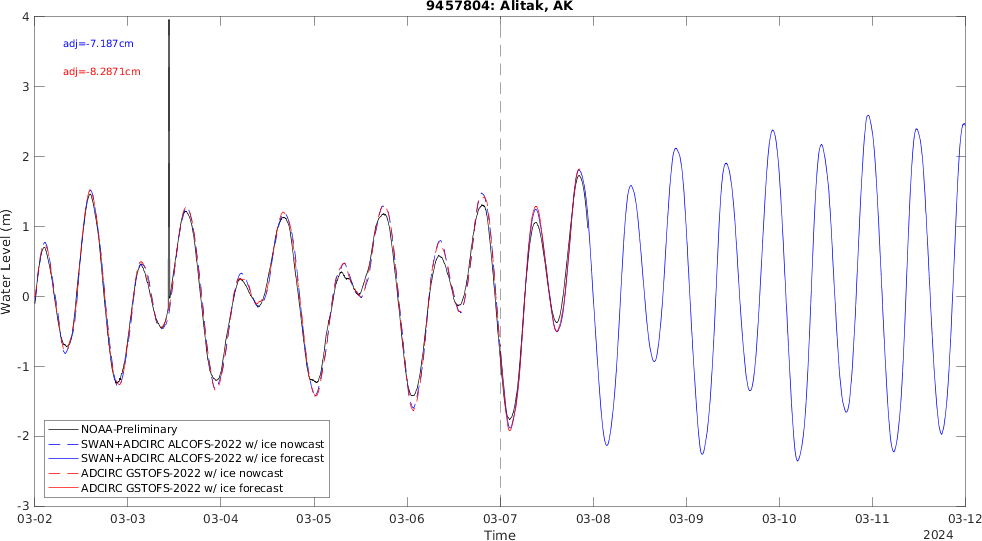 9457804: Alitak, AK
adj=-7.187cm
adj=-8.2871cm
Water Level (m)
4
3
2
1
0
-1
-2
-3
NOAA-Preliminary
SWAN+ADCIRC ALCOFS-2022 w/ ice nowcast
SWAN+ADCIRC ALCOFS-2022 w/ ice forecast
ADCIRC GSTOFS-2022 w/ ice nowcast
ADCIRC GSTOFS-2022 w/ ice forecast
03-02 03-03 03-04 03-05 03-06 03-07 03-08 03-09 03-10 03-11 03-12
Time
2024